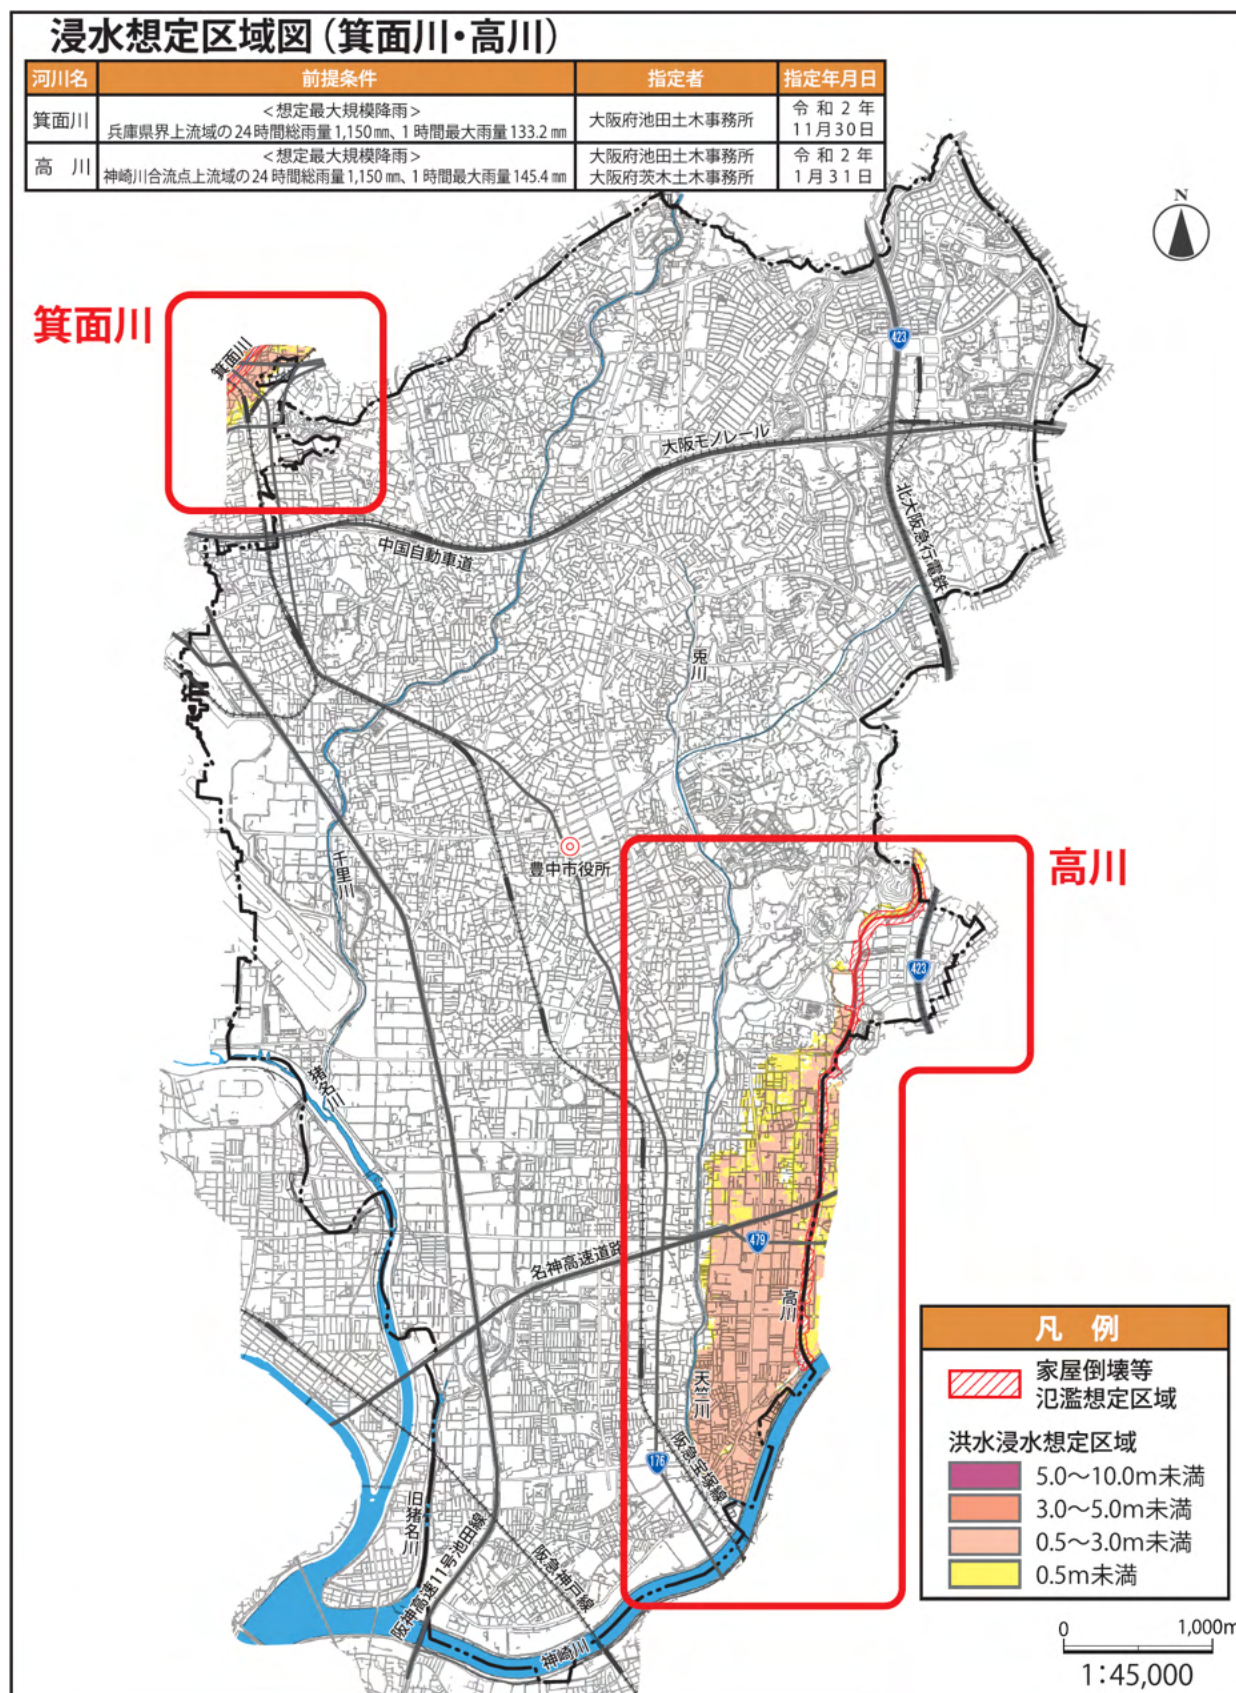 浸水想定区域図（箕面川・高川）
河川名 前提条件 指定者 指定年月日
箕面川
＜想定最大規模降雨＞
兵庫県界上流域の24時間総雨量1,150㎜、1時間最大雨量133.2㎜
大阪府池田土木事務所
令和2年
11月30日
高 川
＜想定最大規模降雨＞
神崎川合流点上流域の24時間総雨量1,150㎜、1時間最大雨量145.4㎜
大阪府池田土木事務所
大阪府茨木土木事務所
令和2年
1月31日
N
箕面川
箕面川
423
大阪モノレール
中国自動車道
北大阪急行電鉄
兎川
千里川
豊中市役所
高川
423
猪名川
名神高速道路
479
高川
天竺川
176
阪急宝塚線
旧猪名川
阪神高速11号池田線
阪急神戸線
神崎川
凡 例
家屋倒壊等
氾濫想定区域
洪水浸水想定区域
5.0～10.0m未満
3.0～5.0m未満
0.5～3.0m未満
0.5m未満
0 1,000m
1：45,000